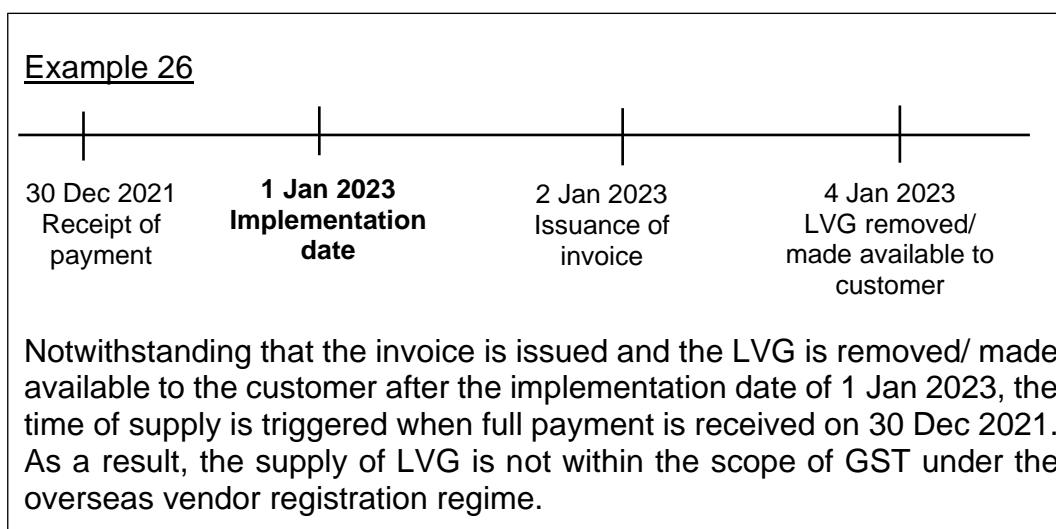 Example 26
30 Dec 2021
Receipt of
payment
1 Jan 2023
Implementation
date
2 Jan 2023
Issuance of
invoice
4 Jan 2023
LVG removed/
made available to
customer
Notwithstanding that the invoice is issued and the LVG is removed/ made
available to the customer after the implementation date of 1 Jan 2023, the
time of supply is triggered when full payment is received on 30 Dec 2021.
As a result, the supply of LVG is not within the scope of GST under the
overseas vendor registration regime.